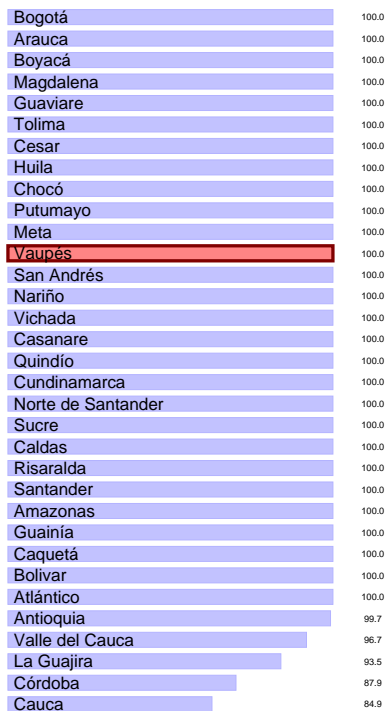 Bogotá 100.0
Arauca 100.0
Boyacá 100.0
Magdalena 100.0
Guaviare 100.0
Tolima 100.0
Cesar 100.0
Huila 100.0
Chocó 100.0
Putumayo 100.0
Meta 100.0
Vaupés 100.0
San Andrés 100.0
Nariño 100.0
Vichada 100.0
Casanare 100.0
Quindío 100.0
Cundinamarca 100.0
Norte de Santander 100.0
Sucre 100.0
Caldas 100.0
Risaralda 100.0
Santander 100.0
Amazonas 100.0
Guainía 100.0
Caquetá 100.0
Bolivar 100.0
Atlántico 100.0
Antioquia 99.7
Valle del Cauca 96.7
La Guajira 93.5
Córdoba 87.9
Cauca 84.9